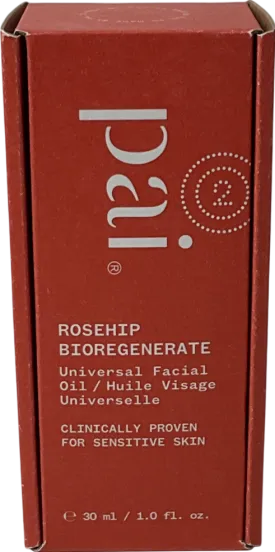 pai®
2
ROSEHIP
BIOREGENERATE
Universal Facial
Oil / Huile Visage
Universelle
CLINICALLY PROVEN
FOR SENSITIVE SKIN
℮ 30 ml / 1.0 fl. oz.